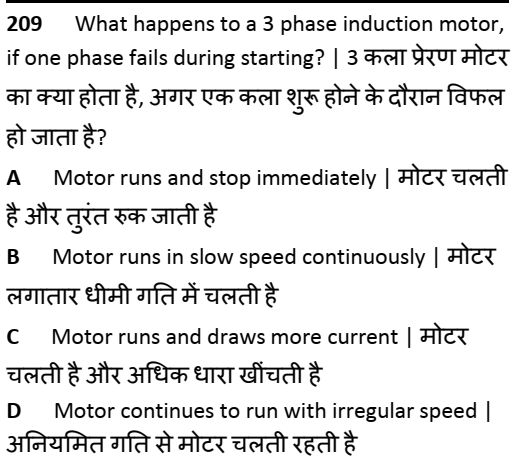 209 What happens to a 3 phase induction motor,
if one phase fails during starting? | 3 कला प्रेरण मोटर
का क्या होता है, अगर एक कला शुरू होने के दौरान विफल
हो जाता है?
A Motor runs and stop immediately | मोटर चलती
है और तुरंत रुक जाती है
B Motor runs in slow speed continuously | मोटर
लगातार धीमी गति में चलती है
C Motor runs and draws more current | मोटर
चलती है और अधिक धारा खींचती है
D Motor continues to run with irregular speed |
अनियमित गति से मोटर चलती रहती है